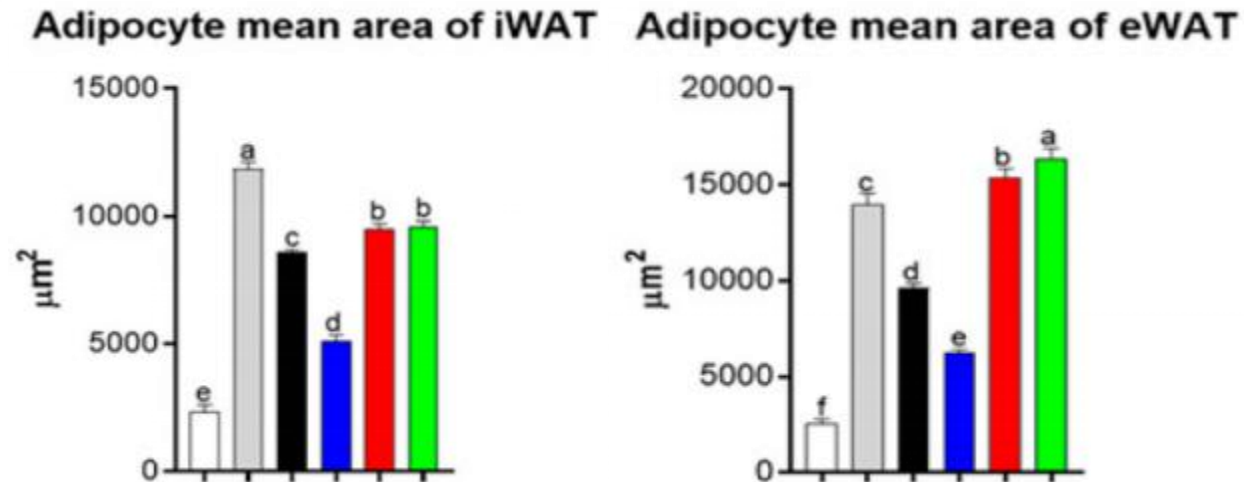 Adipocyte mean area of iWAT
15000
10000
5000
0
μm²
e
a
c
d
b
b
Adipocyte mean area of eWAT
20000
15000
10000
5000
0
μm²
f
c
d
e
b
a